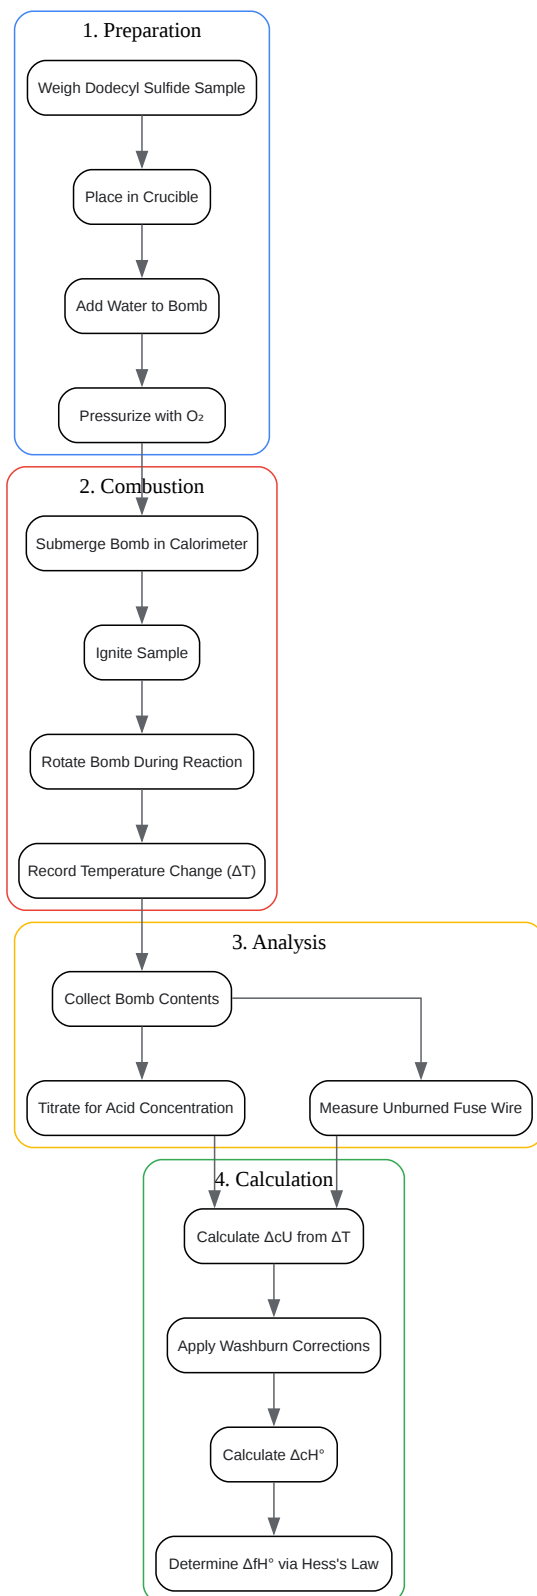 1. Preparation
Weigh Dodecyl Sulfide Sample
Place in Crucible
Add Water to Bomb
Pressurize with O₂
2. Combustion
Submerge Bomb in Calorimeter
Ignite Sample
Rotate Bomb During Reaction
Record Temperature Change (ΔT)
3. Analysis
Collect Bomb Contents
Titrate for Acid Concentration
Measure Unburned Fuse Wire
4. Calculation
Calculate ΔcU from ΔT
Apply Washburn Corrections
Calculate ΔcH°
Determine ΔfH° via Hess's Law